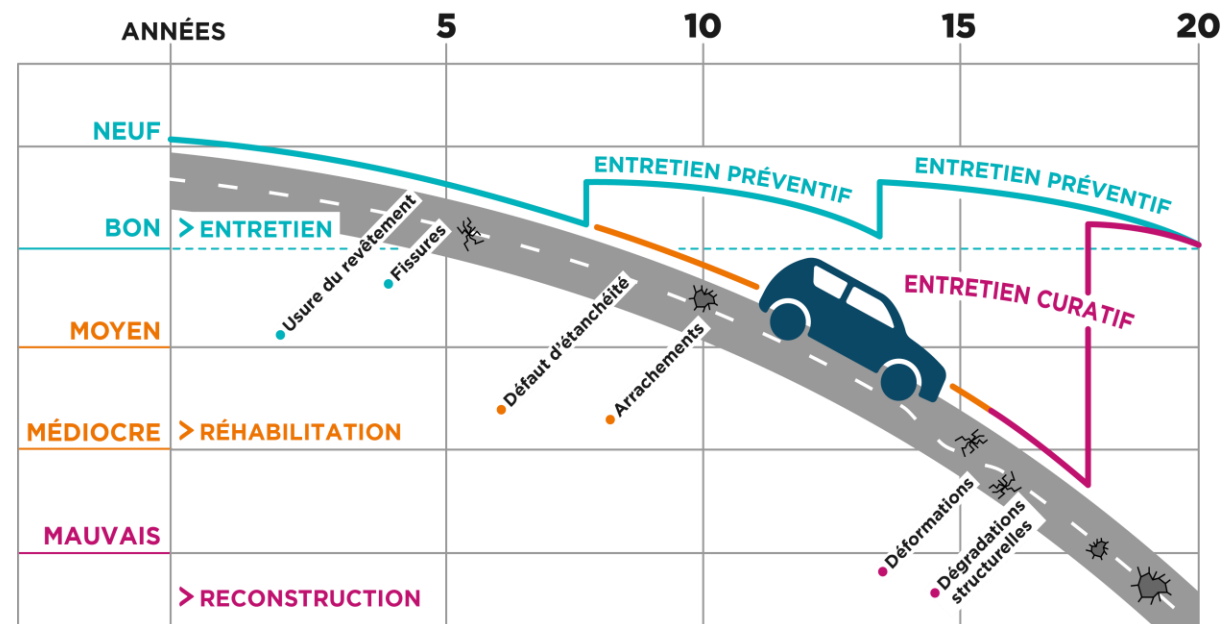 ANNÉES
5
10
15
20
NEUF
ENTRETIEN PRÉVENTIF
ENTRETIEN PRÉVENTIF
BON
> ENTRETIEN
Usure du revêtement
Fissures
ENTRETIEN CURATIF
MOYEN
Défaut d'étanchéité
Arrachements
MÉDIOCRE
> RÉHABILITATION
MAUVAIS
Déformations
Dégradations
structurelles
> RECONSTRUCTION